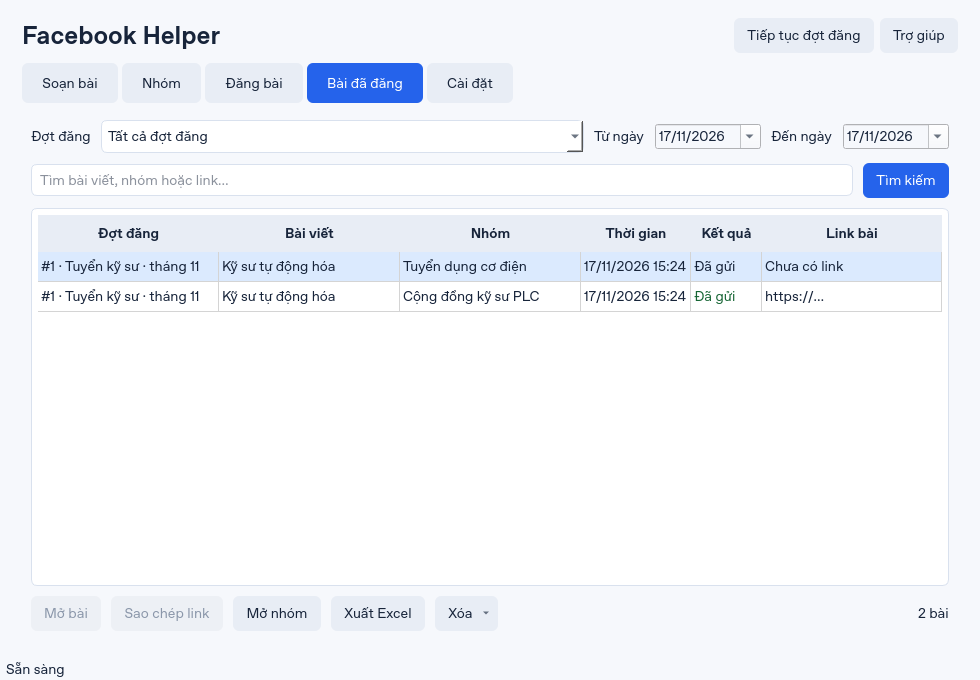 Facebook Helper
Tiếp tục đợt đăng Trợ giúp
Soạn bài Nhóm Đăng bài Bài đã đăng Cài đặt
Đợt đăng Tất cả đợt đăng Từ ngày 17/11/2026 Đến ngày 17/11/2026
Tìm bài viết, nhóm hoặc link... Tìm kiếm
Đợt đăng Bài viết Nhóm Thời gian Kết quả Link bài
#1 · Tuyển kỹ sư · tháng 11 Kỹ sư tự động hóa Tuyển dụng cơ điện 17/11/2026 15:24 Đã gửi Chưa có link
#1 · Tuyển kỹ sư · tháng 11 Kỹ sư tự động hóa Cộng đồng kỹ sư PLC 17/11/2026 15:24 Đã gửi https://...
Mở bài Sao chép link Mở nhóm Xuất Excel Xóa 2 bài
Sẵn sàng